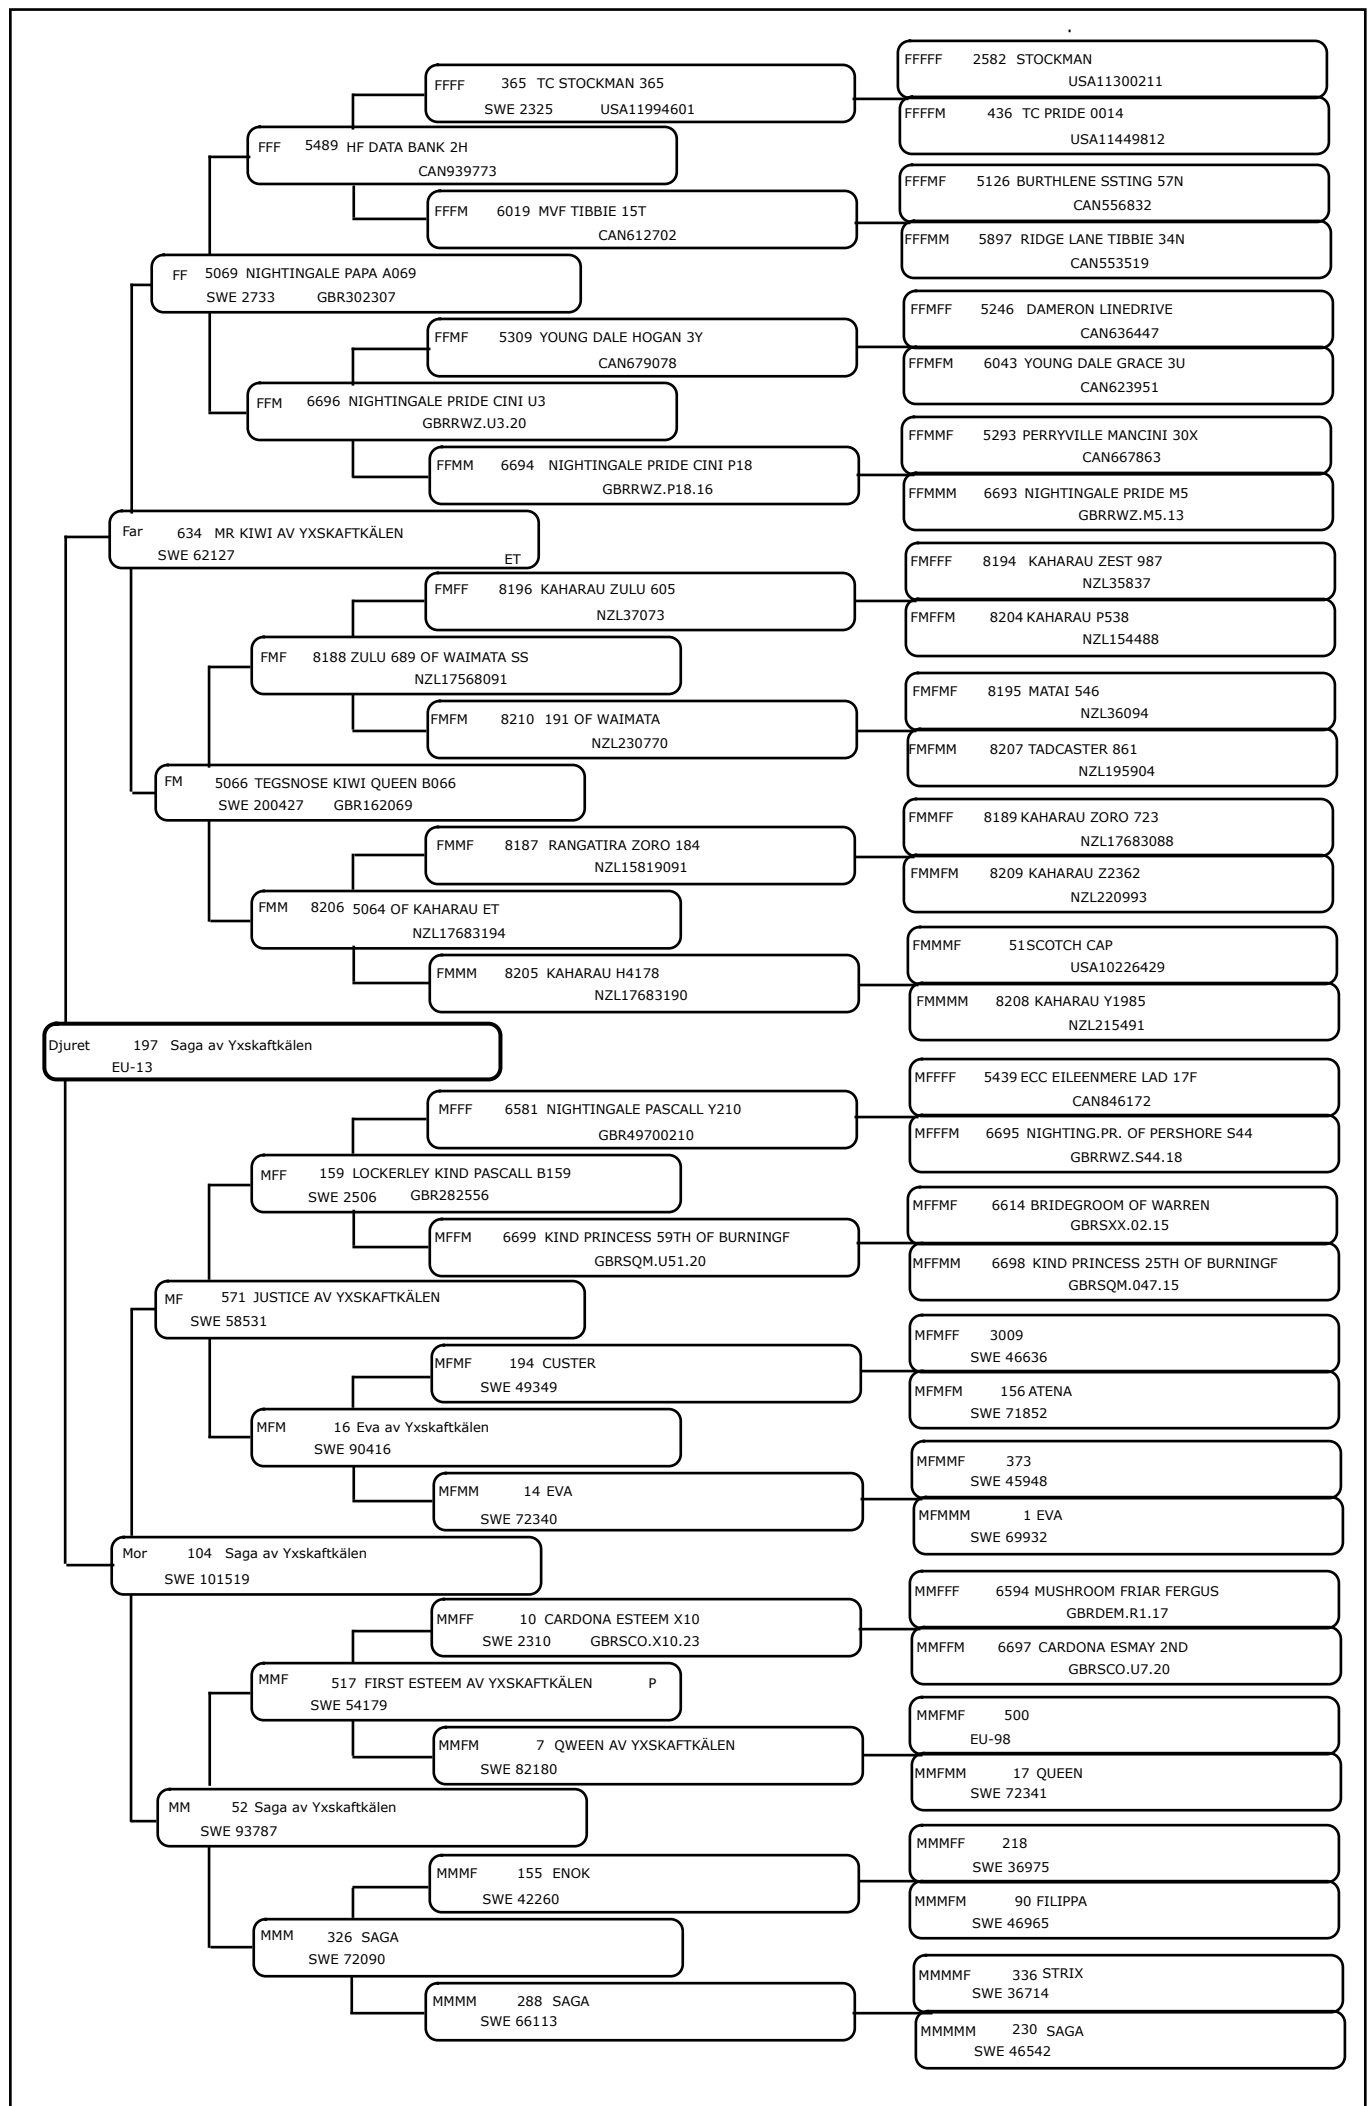 FFFFF 2582 STOCKMAN
USA11300211
FFFF 365 TC STOCKMAN 365
SWE 2325 USA11994601
FFFFM 436 TC PRIDE 0014
USA11449812
FFF 5489 HF DATA BANK 2H
CAN939773
FFFMF 5126 BURTHLENE SSTING 57N
CAN556832
FFFM 6019 MVF TIBBIE 15T
CAN612702
FFFMM 5897 RIDGE LANE TIBBIE 34N
CAN553519
FF 5069 NIGHTINGALE PAPA A069
SWE 2733 GBR302307
FFMFF 5246 DAMERON LINEDRIVE
CAN636447
FFMF 5309 YOUNG DALE HOGAN 3Y
CAN679078
FFMFM 6043 YOUNG DALE GRACE 3U
CAN623951
FFM 6696 NIGHTINGALE PRIDE CINI U3
GBRRWZ.U3.20
FFMMF 5293 PERRYVILLE MANCINI 30X
CAN667863
FFMM 6694 NIGHTINGALE PRIDE CINI P18
GBRRWZ.P18.16
FFMMM 6693 NIGHTINGALE PRIDE M5
GBRRWZ.M5.13
Far 634 MR KIWI AV YXSKAFTKÄLEN
SWE 62127 ET
FMFFF 8194 KAHARAU ZEST 987
NZL35837
FMFF 8196 KAHARAU ZULU 605
NZL37073
FMFFM 8204 KAHARAU P538
NZL154488
FMF 8188 ZULU 689 OF WAIMATA SS
NZL17568091
FMFMF 8195 MATAI 546
NZL36094
FMFM 8210 191 OF WAIMATA
NZL230770
FMFMM 8207 TADCASTER 861
NZL195904
FM 5066 TEGSNOSE KIWI QUEEN B066
SWE 200427 GBR162069
FMMFF 8189 KAHARAU ZORO 723
NZL17683088
FMMF 8187 RANGATIRA ZORO 184
NZL15819091
FMMFM 8209 KAHARAU Z2362
NZL220993
FMM 8206 5064 OF KAHARAU ET
NZL17683194
FMMMF 51 SCOTCH CAP
USA10226429
FMMM 8205 KAHARAU H4178
NZL17683190
FMMMM 8208 KAHARAU Y1985
NZL215491
Djuret 197 Saga av Yxskaftkälen
EU-13
MFFFF 5439 ECC EILEENMERE LAD 17F
CAN846172
MFFF 6581 NIGHTINGALE PASCALL Y210
GBR49700210
MFFFM 6695 NIGHTING.PR. OF PERSHORE S44
GBRRWZ.S44.18
MFF 159 LOCKERLEY KIND PASCALL B159
SWE 2506 GBR282556
MFFMF 6614 BRIDEGROOM OF WARREN
GBRSXX.02.15
MFFM 6699 KIND PRINCESS 59TH OF BURNINGF
GBRSQM.U51.20
MFFMM 6698 KIND PRINCESS 25TH OF BURNINGF
GBRSQM.047.15
MF 571 JUSTICE AV YXSKAFTKÄLEN
SWE 58531
MFMFF 3009
SWE 46636
MFMF 194 CUSTER
SWE 49349
MFMFM 156 ATENA
SWE 71852
MFM 16 Eva av Yxskaftkälen
SWE 90416
MFMMF 373
SWE 45948
MFMM 14 EVA
SWE 72340
MFMMM 1 EVA
SWE 69932
Mor 104 Saga av Yxskaftkälen
SWE 101519
MMFFF 6594 MUSHROOM FRIAR FERGUS
GBRDEM.R1.17
MMFF 10 CARDONA ESTEEM X10
SWE 2310 GBRSCO.X10.23
MMFFM 6697 CARDONA ESMAY 2ND
GBRSCO.U7.20
MMF 517 FIRST ESTEEM AV YXSKAFTKÄLEN P
SWE 54179
MMFMF 500
EU-98
MMFM 7 QWEEN AV YXSKAFTKÄLEN
SWE 82180
MMFMM 17 QUEEN
SWE 72341
MM 52 Saga av Yxskaftkälen
SWE 93787
MMMFF 218
SWE 36975
MMMF 155 ENOK
SWE 42260
MMMFM 90 FILIPPA
SWE 46965
MMM 326 SAGA
SWE 72090
MMMMF 336 STRIX
SWE 36714
MMMM 288 SAGA
SWE 66113
MMMMM 230 SAGA
SWE 46542